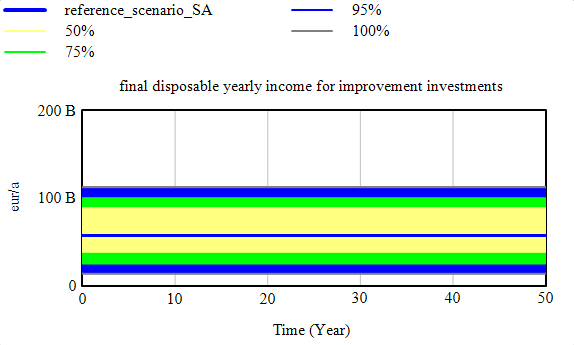 reference_scenario_SA
50%
75%
95%
100%
final disposable yearly income for improvement investments
200 B
100 B
0
eur/a
0 10 20 30 40 50
Time (Year)